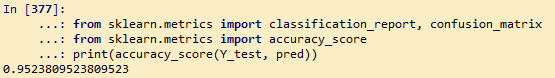 In [377]:
...: from sklearn.metrics import classification_report, confusion_matrix
...: from sklearn.metrics import accuracy_score
...: print(accuracy_score(Y_test, pred))
0.9523809523809523